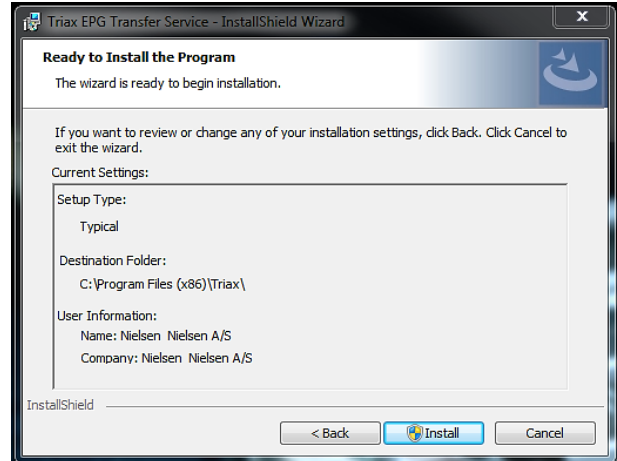 Triax EPG Transfer Service - InstallShield Wizard
X
Ready to Install the Program
The wizard is ready to begin installation.
If you want to review or change any of your installation settings, click Back. Click Cancel to
exit the wizard.
Current Settings:
Setup Type:
Typical
Destination Folder:
C:\Program Files (x86)\Triax\
User Information:
Name: Nielsen Nielsen A/S
Company: Nielsen Nielsen A/S
InstallShield
< Back Install Cancel